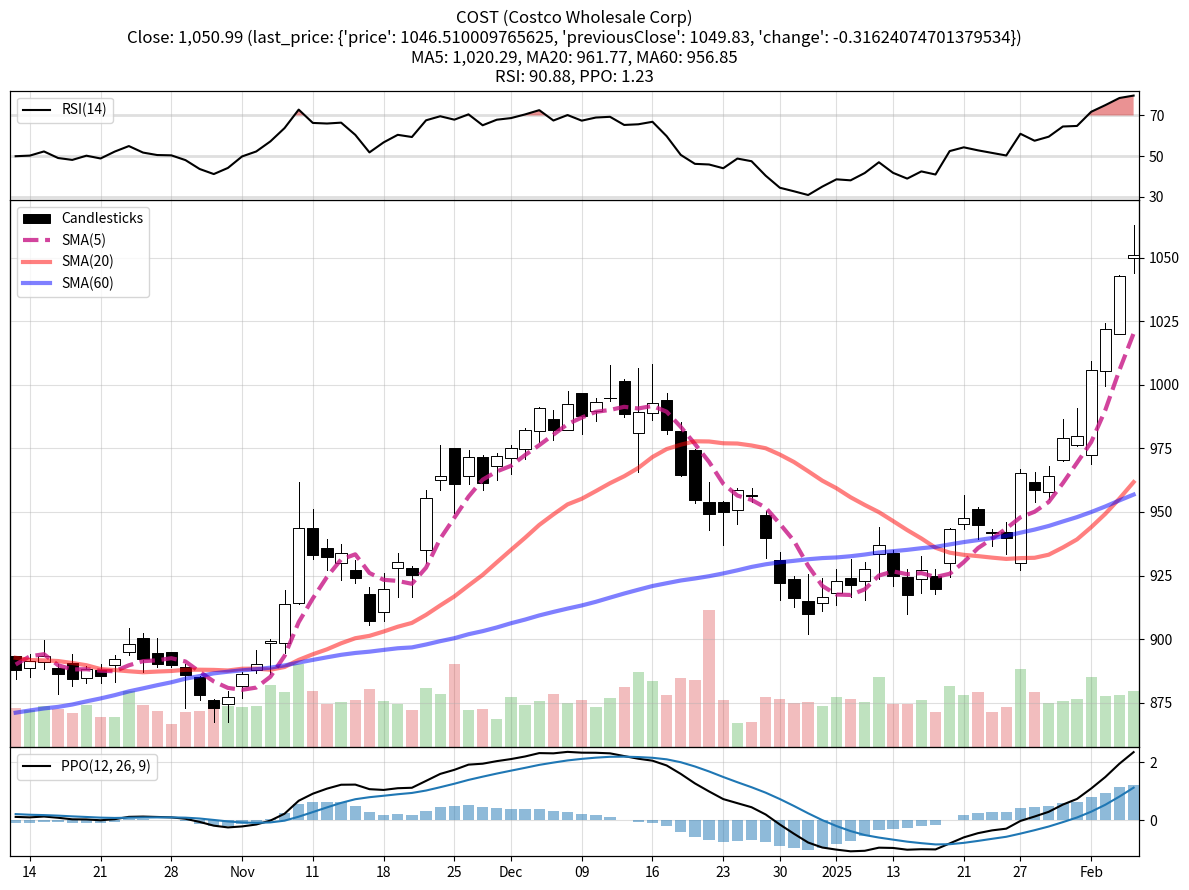 COST (Costco Wholesale Corp)
Close: 1,050.99 (last_price: {'price': 1046.510009765625, 'previousClose': 1049.83, 'change': -0.31624074701379534})
MA5: 1,020.29, MA20: 961.77, MA60: 956.85
RSI: 90.88, PPO: 1.23
RSI(14)
70
50
30
Candlesticks
SMA(5)
SMA(20)
SMA(60)
1050
1025
1000
975
950
925
900
875
PPO(12, 26, 9)
2
0
14 21 28 Nov 11 18 25 Dec 09 16 23 30 2025 13 21 27 Feb